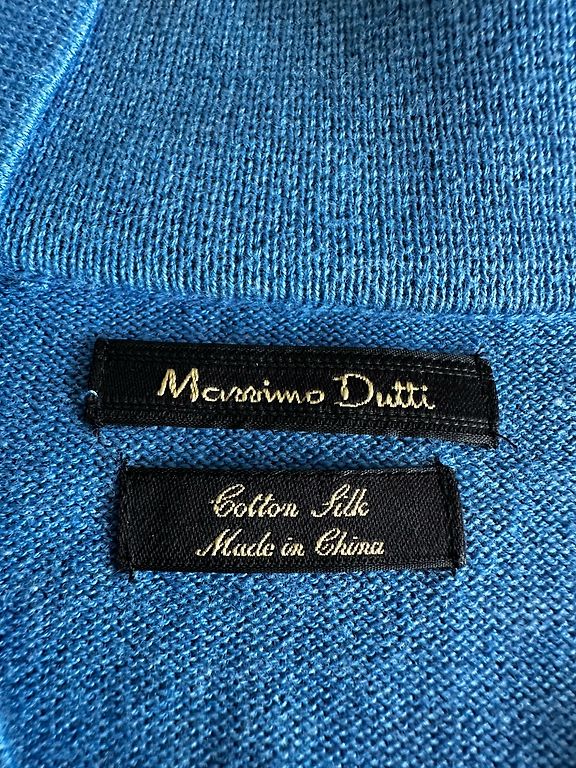 Massimo Dutti
Cotton Silk
Made in China